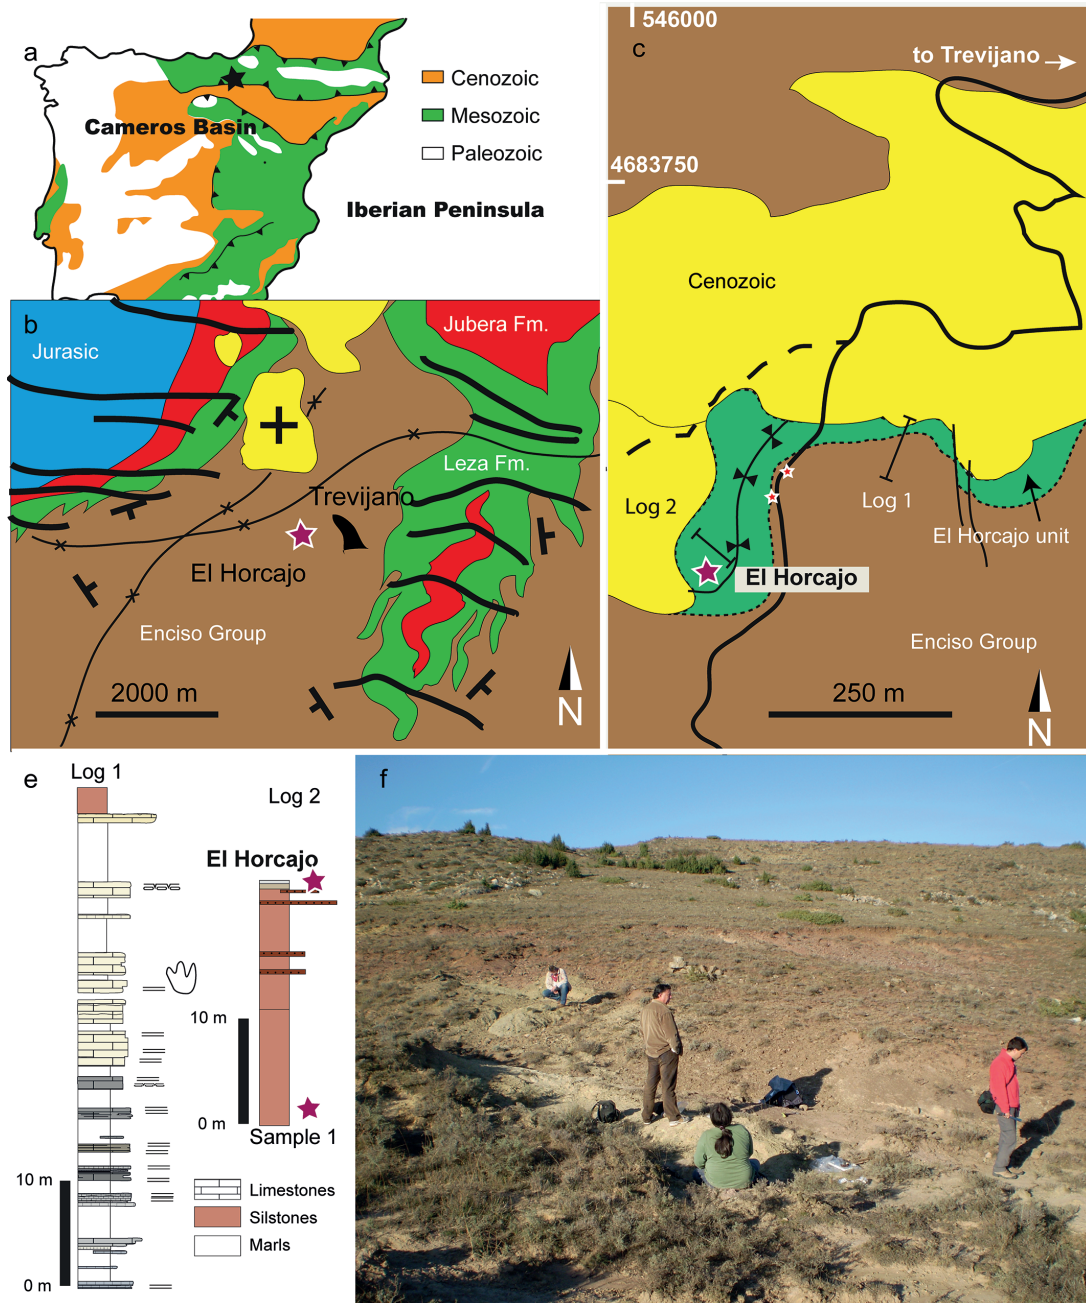 a
Cenozoic
Mesozoic
Paleozoic
Cameros Basin
Iberian Peninsula
b
Jurasic
Jubera Fm.
Leza Fm.
Trevijano
El Horcajo
Enciso Group
2000 m
N
c
546000
to Trevijano
4683750
Cenozoic
Log 2
Log 1
El Horcajo unit
El Horcajo
Enciso Group
250 m
N
e
Log 1
Log 2
El Horcajo
10 m
0 m
Sample 1
10 m
0 m
Limestones
Silstones
Marls
f